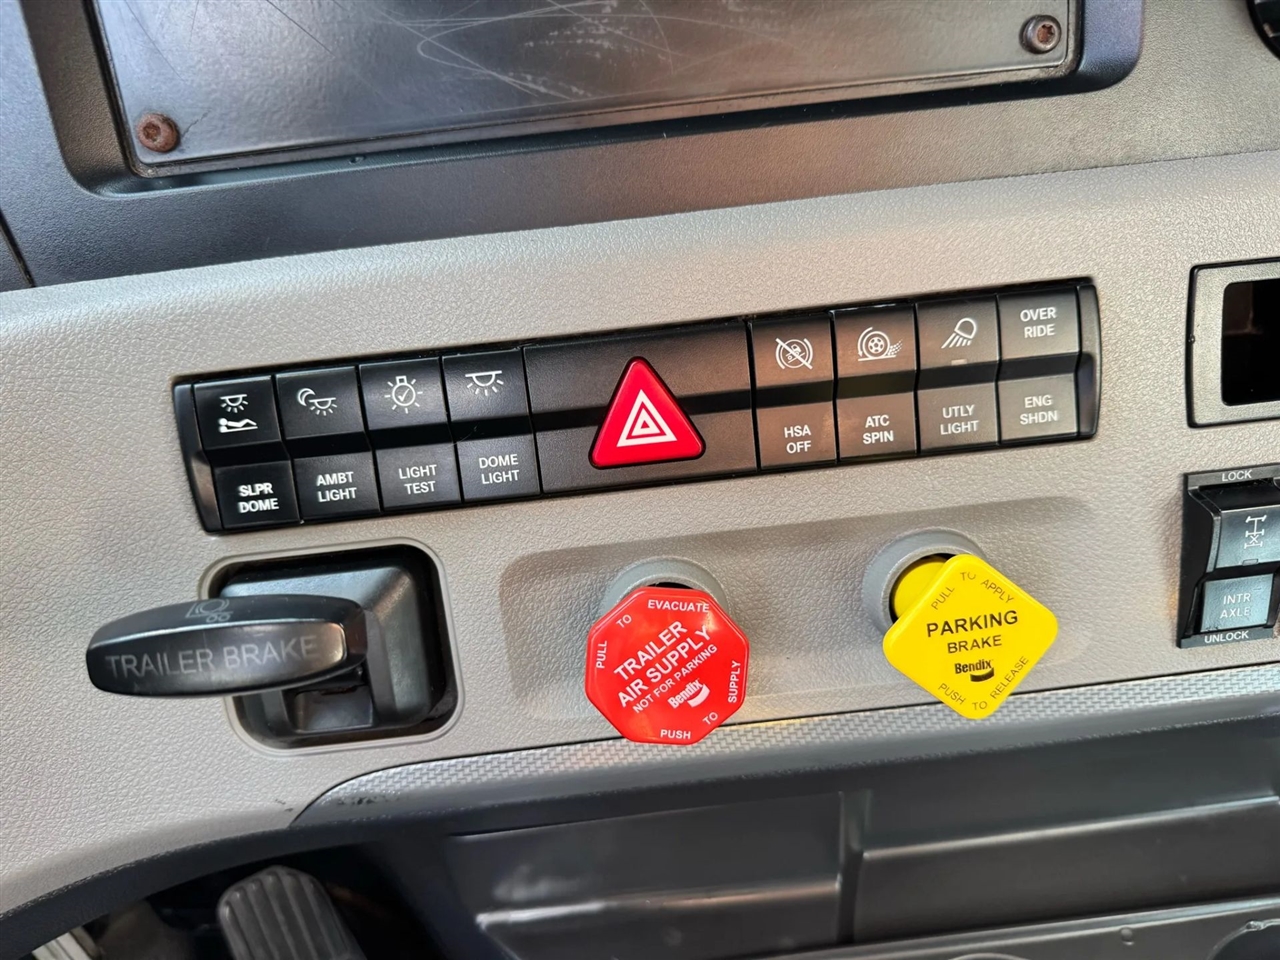 OVER
RIDE
SLPR
DOME
AMBT
LIGHT
LIGHT
TEST
DOME
LIGHT
HSA
OFF
ATC
SPIN
UTLY
LIGHT
ENG
SHDN
LOCK
INTR
AXLE
UNLOCK
TRAILER BRAKE
PULL TO EVACUATE
TRAILER
AIR SUPPLY
NOT FOR PARKING
Bendix
PUSH TO SUPPLY
PULL TO APPLY
PARKING
BRAKE
Bendix
PUSH TO RELEASE